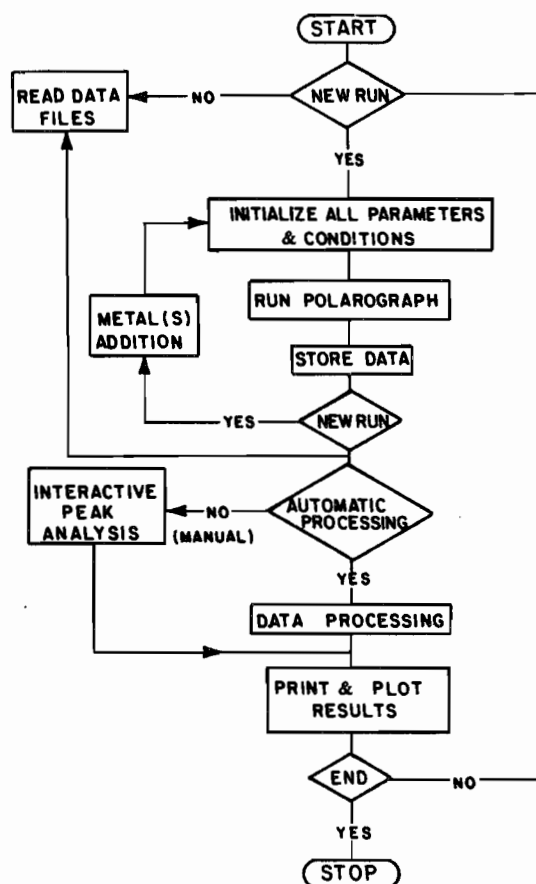 START
NEW RUN
NO
READ DATA
FILES
YES
INITIALIZE ALL PARAMETERS
& CONDITIONS
RUN POLAROGRAPH
METAL(S)
ADDITION
STORE DATA
YES
NEW RUN
INTERACTIVE
PEAK
ANALYSIS
NO
(MANUAL)
AUTOMATIC
PROCESSING
YES
DATA PROCESSING
PRINT & PLOT
RESULTS
END
NO
YES
STOP